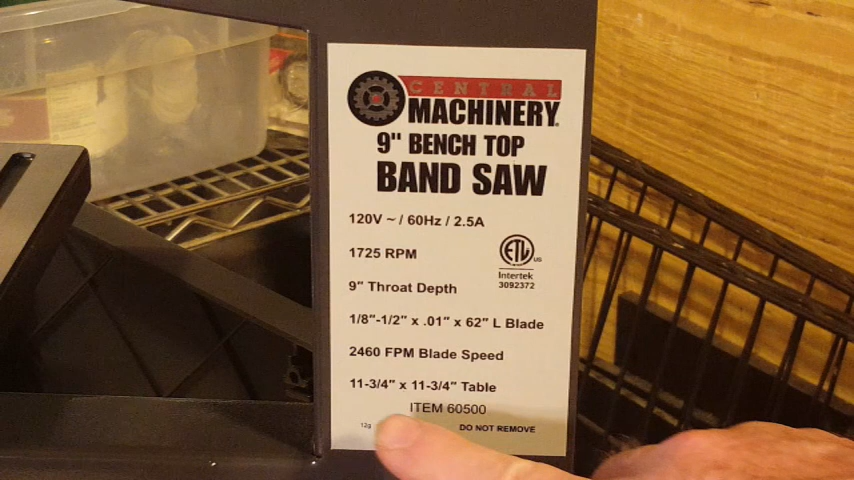 CENTRAL
MACHINERY®
9" BENCH TOP
BAND SAW
120V ~ / 60Hz / 2.5A
1725 RPM
ETL US
Intertek
3092372
9" Throat Depth
1/8"-1/2" x .01" x 62" L Blade
2460 FPM Blade Speed
11-3/4" x 11-3/4" Table
ITEM 60500
12g
DO NOT REMOVE